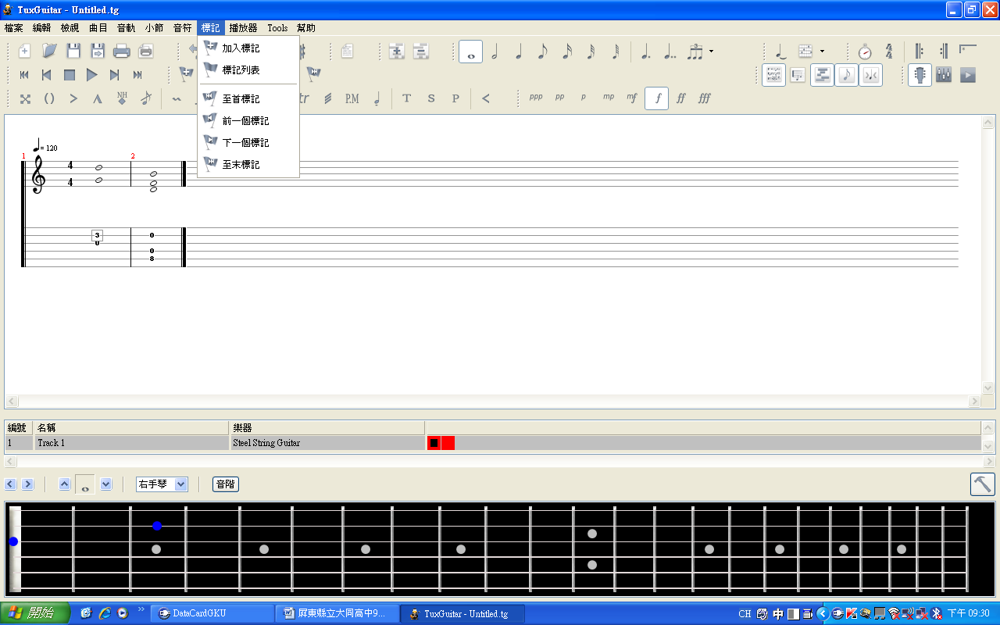 TuxGuitar - Untitled.tg
檔案 編輯 檢視 曲目 音軌 小節 音符 標記 播放器 Tools 幫助
加入標記
標記列表
至首標記
前一個標記
下一個標記
至末標記
3
4
4
NH
tr
P.M
T S P
ppp pp p mp mf f ff fff
= 120
1 2
4
4
3 0
0
0
8
編號 名稱 樂器
1 Track 1 Steel String Guitar
右手琴 音階
開始 DataCardGKU 屏東縣立大同高中9... TuxGuitar - Untitled.tg CH 中 下午 09:30